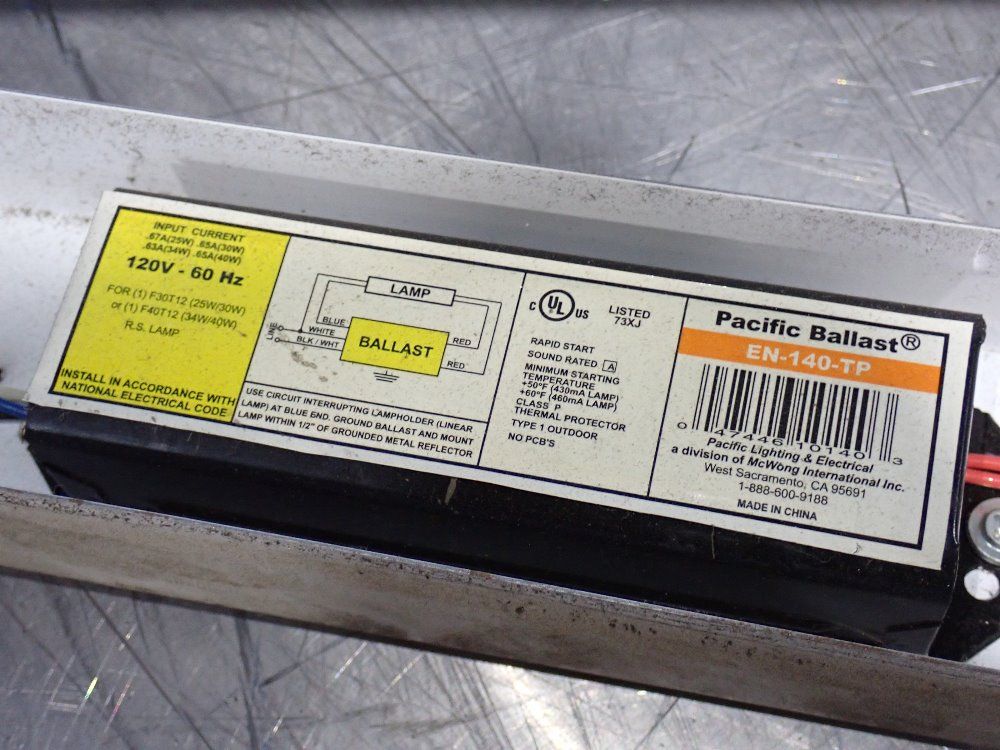 INPUT CURRENT
.67A(25W) .65A(30W)
.63A(34W) .65A(40W)
120V - 60 Hz
FOR (1) F30T12 (25W/30W)
or (1) F40T12 (34W/40W)
R.S. LAMP
INSTALL IN ACCORDANCE WITH
NATIONAL ELECTRICAL CODE
LAMP
LINE
BLUE
WHITE
BLK / WHT
BALLAST
RED
RED
USE CIRCUIT INTERRUPTING LAMPHOLDER (LINEAR
LAMP) AT BLUE END. GROUND BALLAST AND MOUNT
LAMP WITHIN 1/2" OF GROUNDED METAL REFLECTOR
C UL US
LISTED
73XJ
RAPID START
SOUND RATED A
MINIMUM STARTING
TEMPERATURE
+50°F (430mA LAMP)
+60°F (460mA LAMP)
CLASS P
THERMAL PROTECTOR
TYPE 1 OUTDOOR
NO PCB'S
Pacific Ballast®
EN-140-TP
0 47446 10140 3
Pacific Lighting & Electrical
a division of McWong International Inc.
West Sacramento, CA 95691
1-888-600-9188
MADE IN CHINA